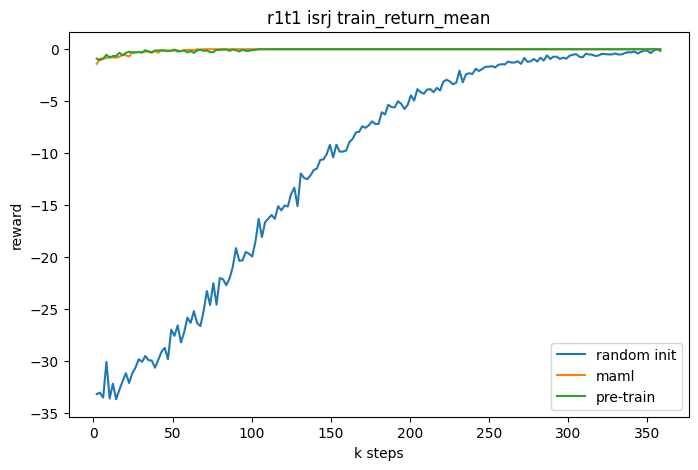 r1t1 isrj train_return_mean
0
−5
−10
−15
−20
−25
−30
−35
reward
random init
maml
pre-train
0 50 100 150 200 250 300 350
k steps